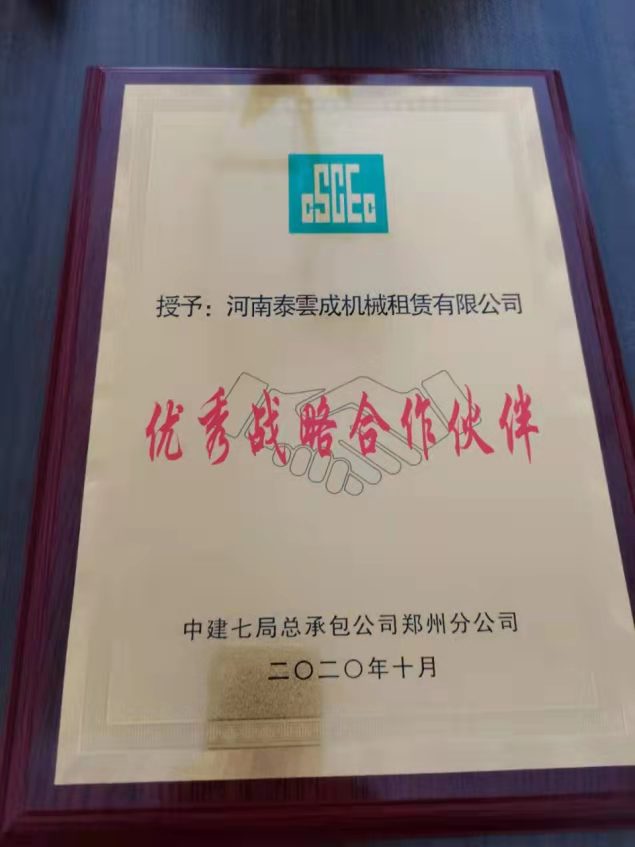 cSCEc
授予：河南泰雲成机械租赁有限公司
优秀战略合作伙伴
中建七局总承包公司郑州分公司
二〇二〇年十月